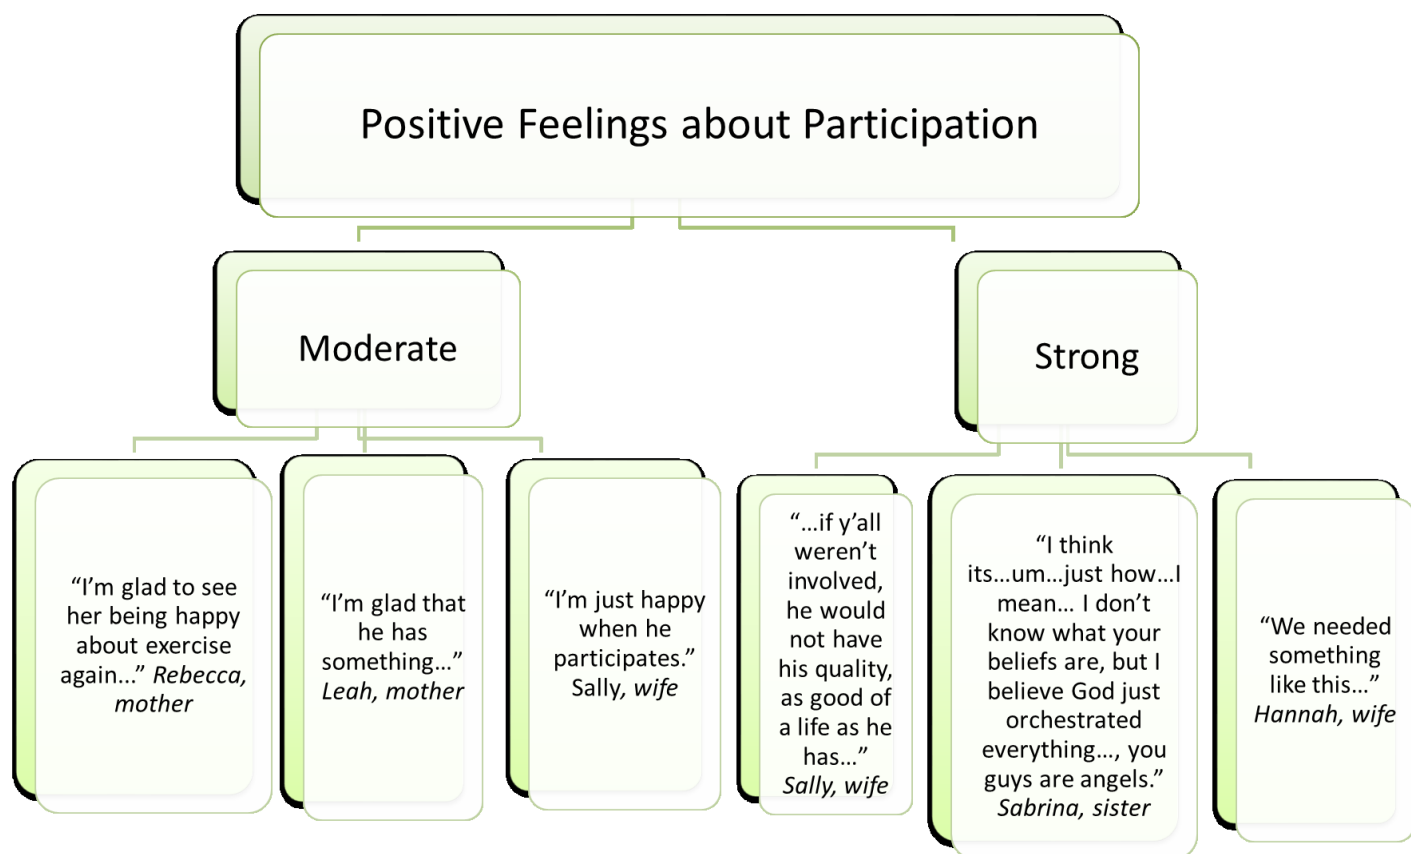 Positive Feelings about Participation
Moderate
Strong
“I’m glad to see
her being happy
about exercise
again...” Rebecca,
mother
“I’m glad that
he has
something...”
Leah, mother
“I’m just happy
when he
participates.”
Sally, wife
“...if y’all
weren’t
involved,
he would
not have
his quality,
as good of
a life as he
has...”
Sally, wife
“I think
its...um...just how...I
mean... I don’t
know what your
beliefs are, but I
believe God just
orchestrated
everything..., you
guys are angels.”
Sabrina, sister
“We needed
something
like this...”
Hannah, wife